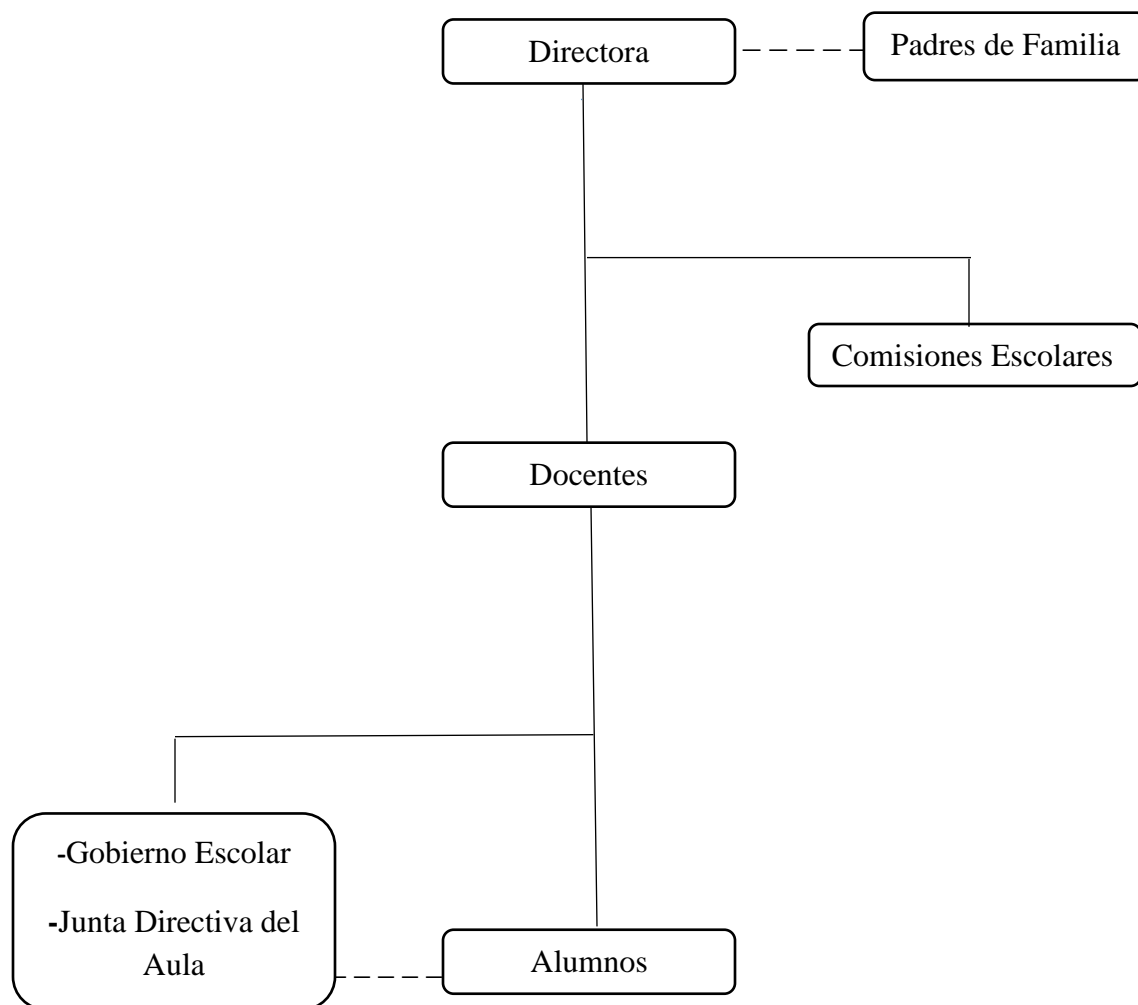 Directora
Padres de Familia
Comisiones Escolares
Docentes
-Gobierno Escolar
-Junta Directiva del
Aula
Alumnos